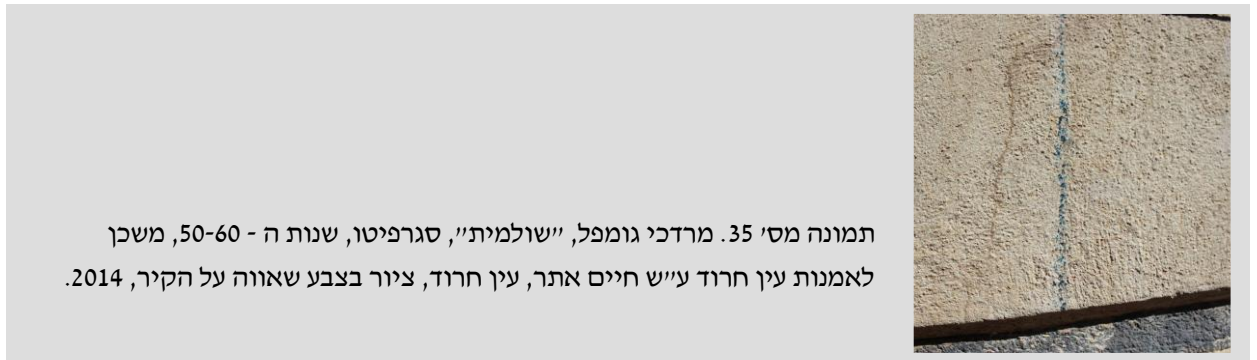 תמונה מס׳ 35. מרדכי גומפל, ״שולמית״, סגרפיטו, שנות ה - 50-60, משכן
לאמנות עין חרוד ע״ש חיים אתר, עין חרוד, ציור בצבע שאווה על הקיר, 2014.